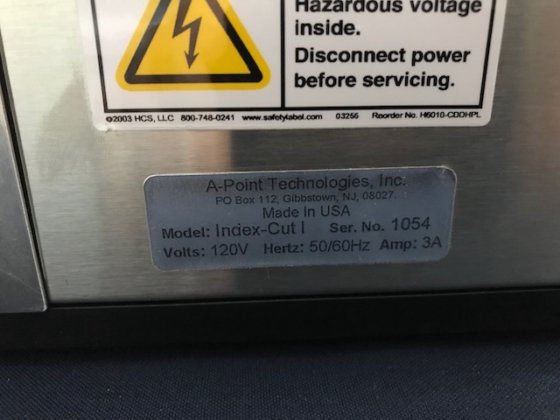 Hazardous voltage
inside.
Disconnect power
before servicing.
©2003 HCS, LLC 800-748-0241 www.safetylabel.com 03256 Reorder No. H6010-CDDHPL
A-Point Technologies, Inc.
PO Box 112, Gibbstown, NJ, 08027
Made In USA
Model: Index-Cut I Ser. No. 1054
Volts: 120V Hertz: 50/60Hz Amp: 3A